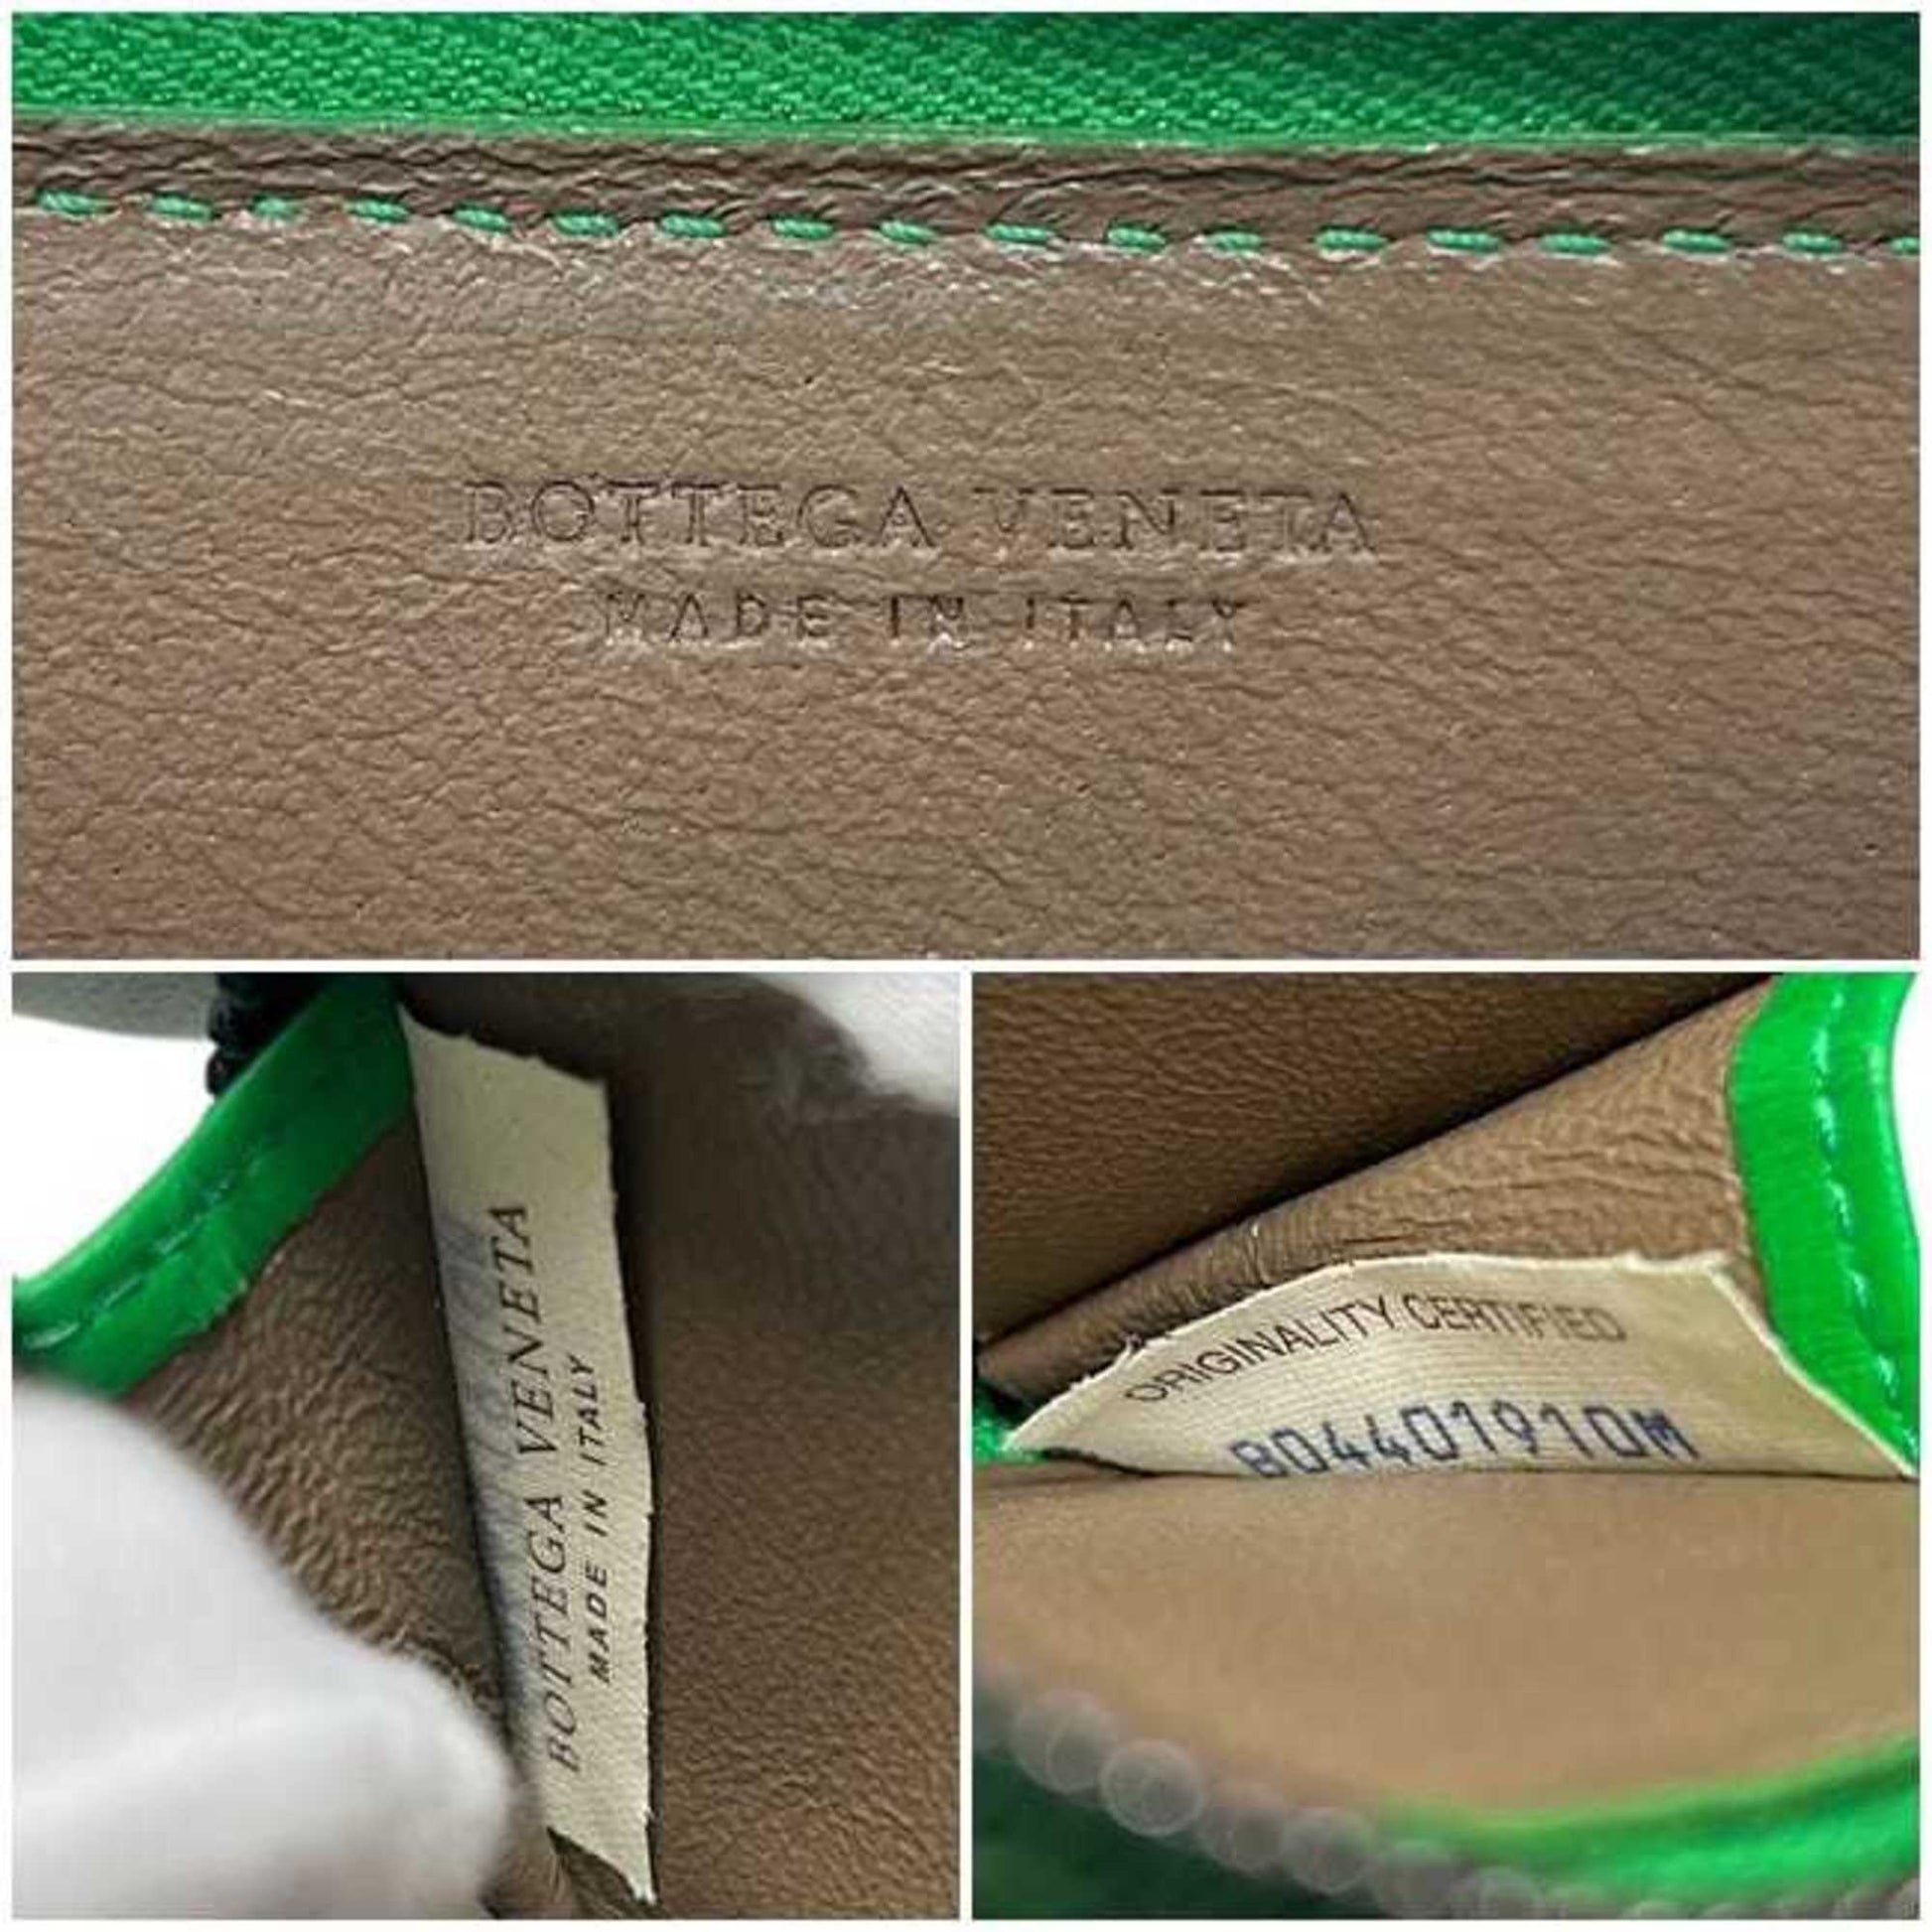 BOTTEGA VENETA
MADE IN ITALY
BOTTEGA VENETA
MADE IN ITALY
ORIGINALITY CERTIFIED
B04401910M